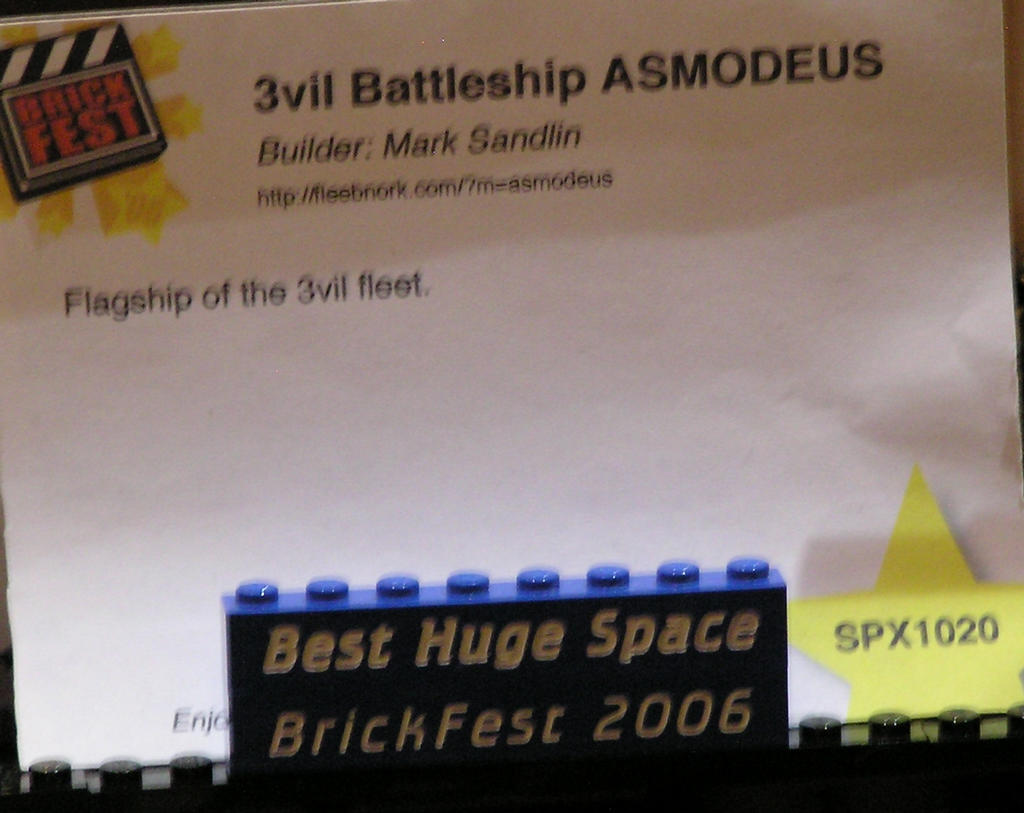 BRICK
FEST
3vil Battleship ASMODEUS
Builder: Mark Sandlin
http://fleebnork.com/?m=asmodeus
Flagship of the 3vil fleet.
SPX1020
Best Huge Space
BrickFest 2006
Enjo